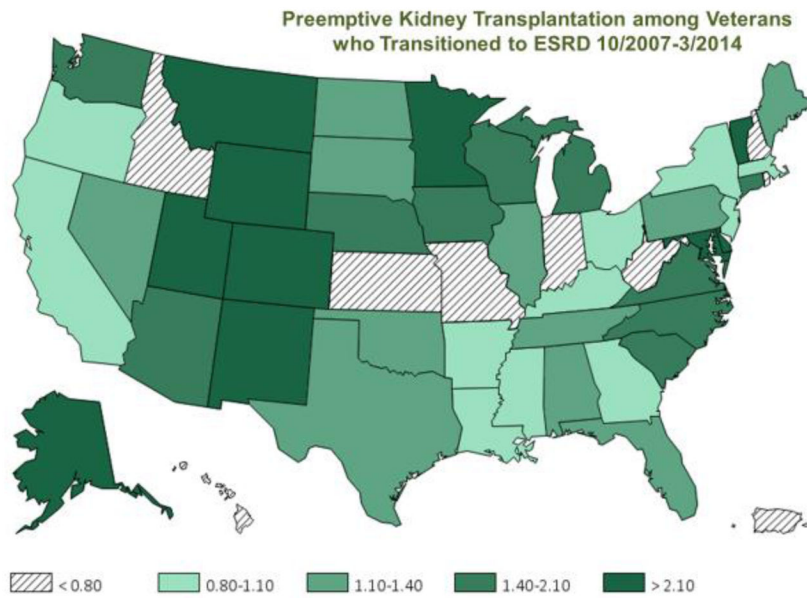 Preemptive Kidney Transplantation among Veterans
who Transitioned to ESRD 10/2007-3/2014
< 0.80
0.80-1.10
1.10-1.40
1.40-2.10
> 2.10